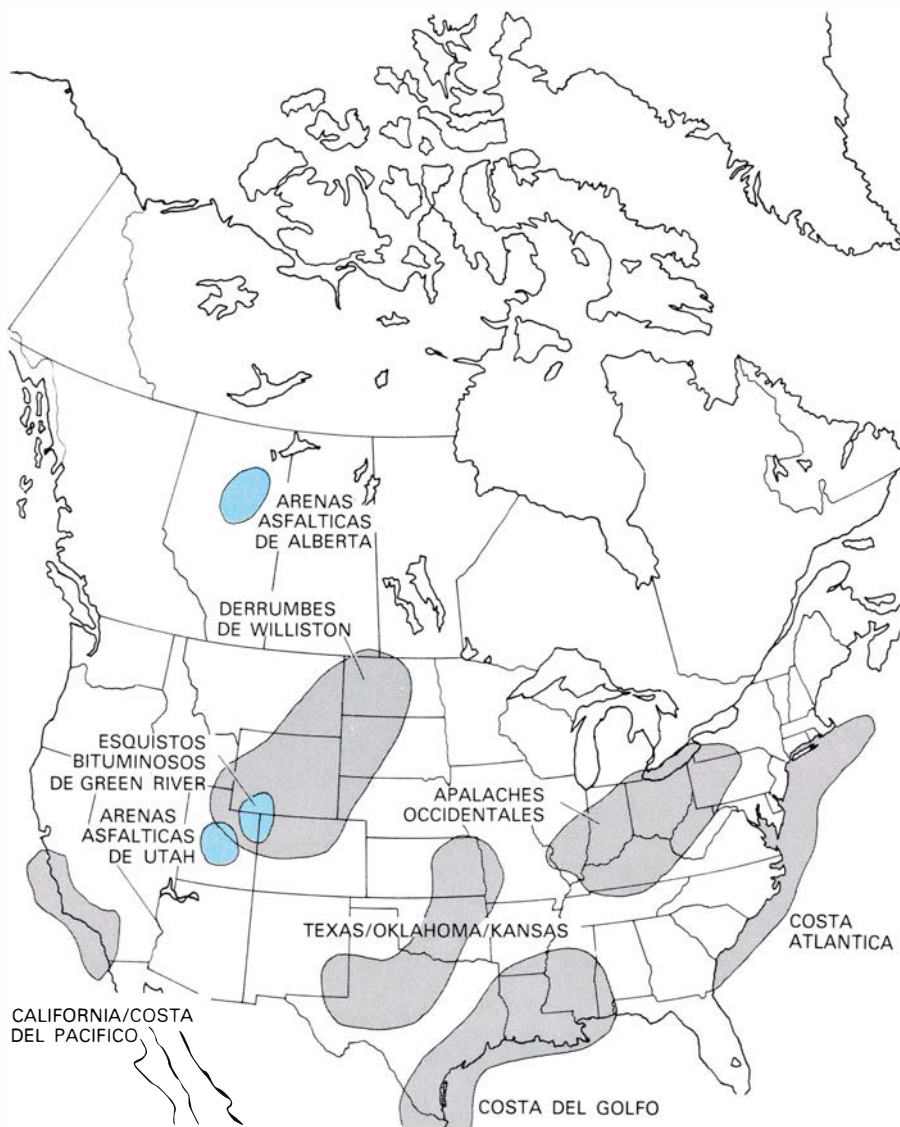 ARENAS
ASFALTICAS
DE ALBERTA
DERRUMBES
DE WILLISTON
ESQUISTOS
BITUMINOSOS
DE GREEN RIVER
ARENAS
ASFALTICAS
DE UTAH
APALACHES
OCCIDENTALES
TEXAS/OKLAHOMA/KANSAS
COSTA
ATLANTICA
CALIFORNIA/COSTA
DEL PACIFICO
COSTA DEL GOLFO